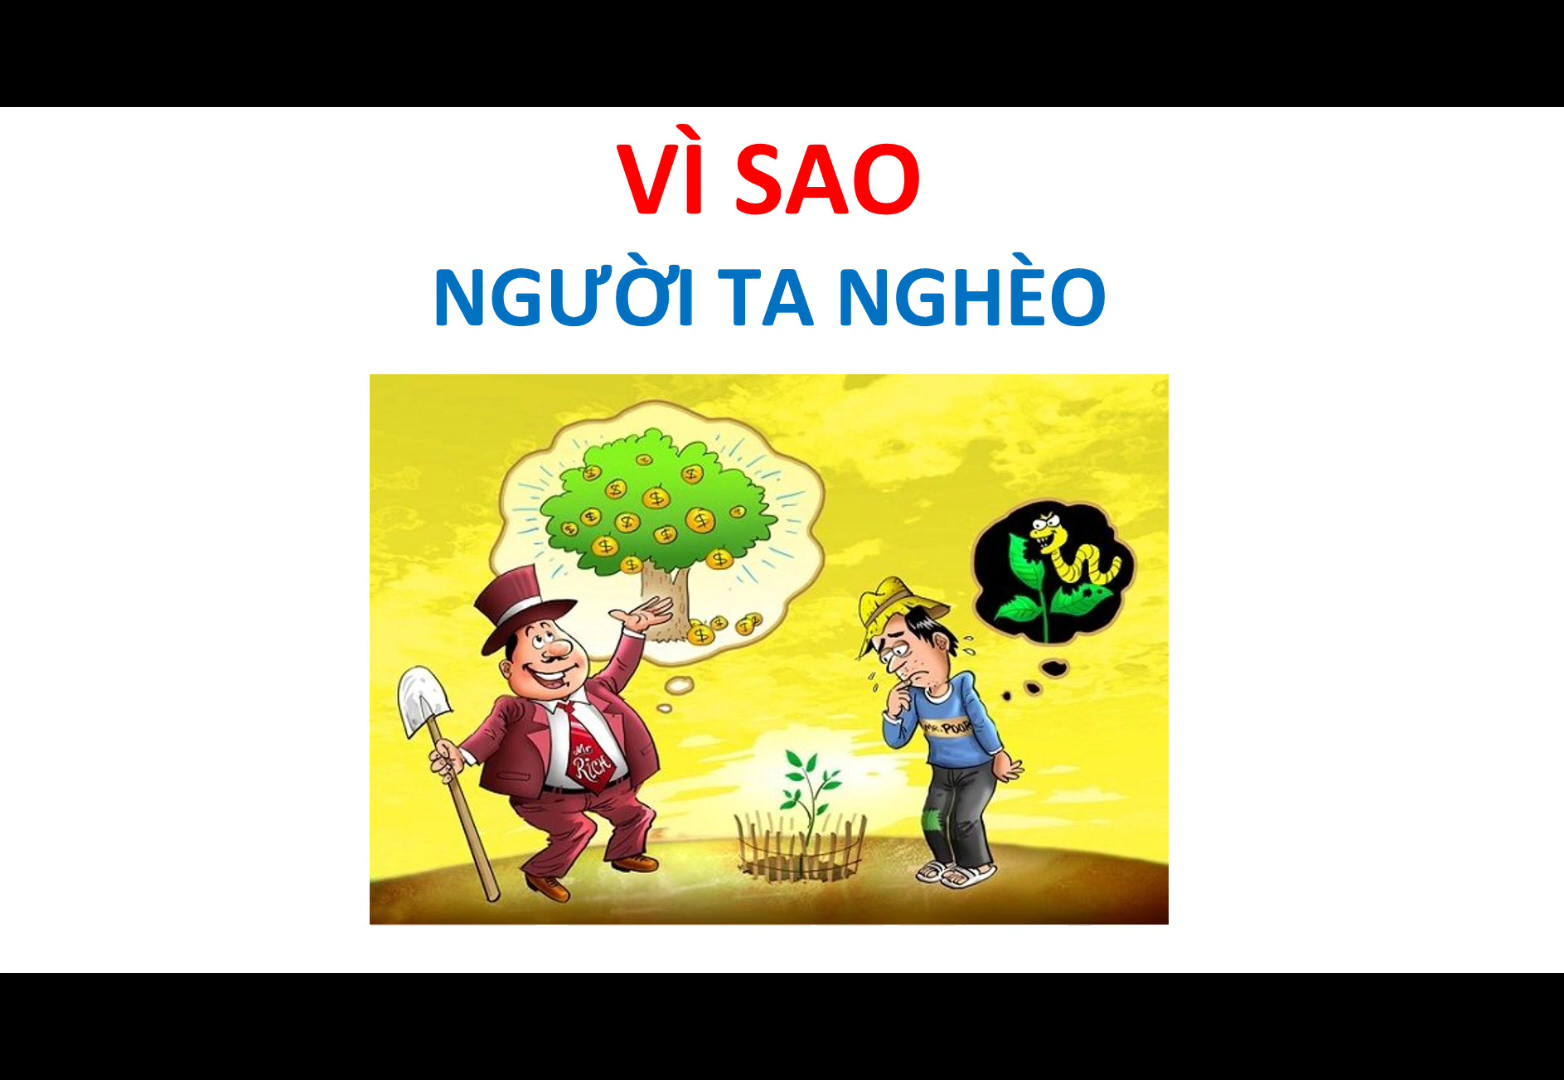 VÌ SAO
NGƯỜI TA NGHÈO
Mr.
RICH
MR. POOR